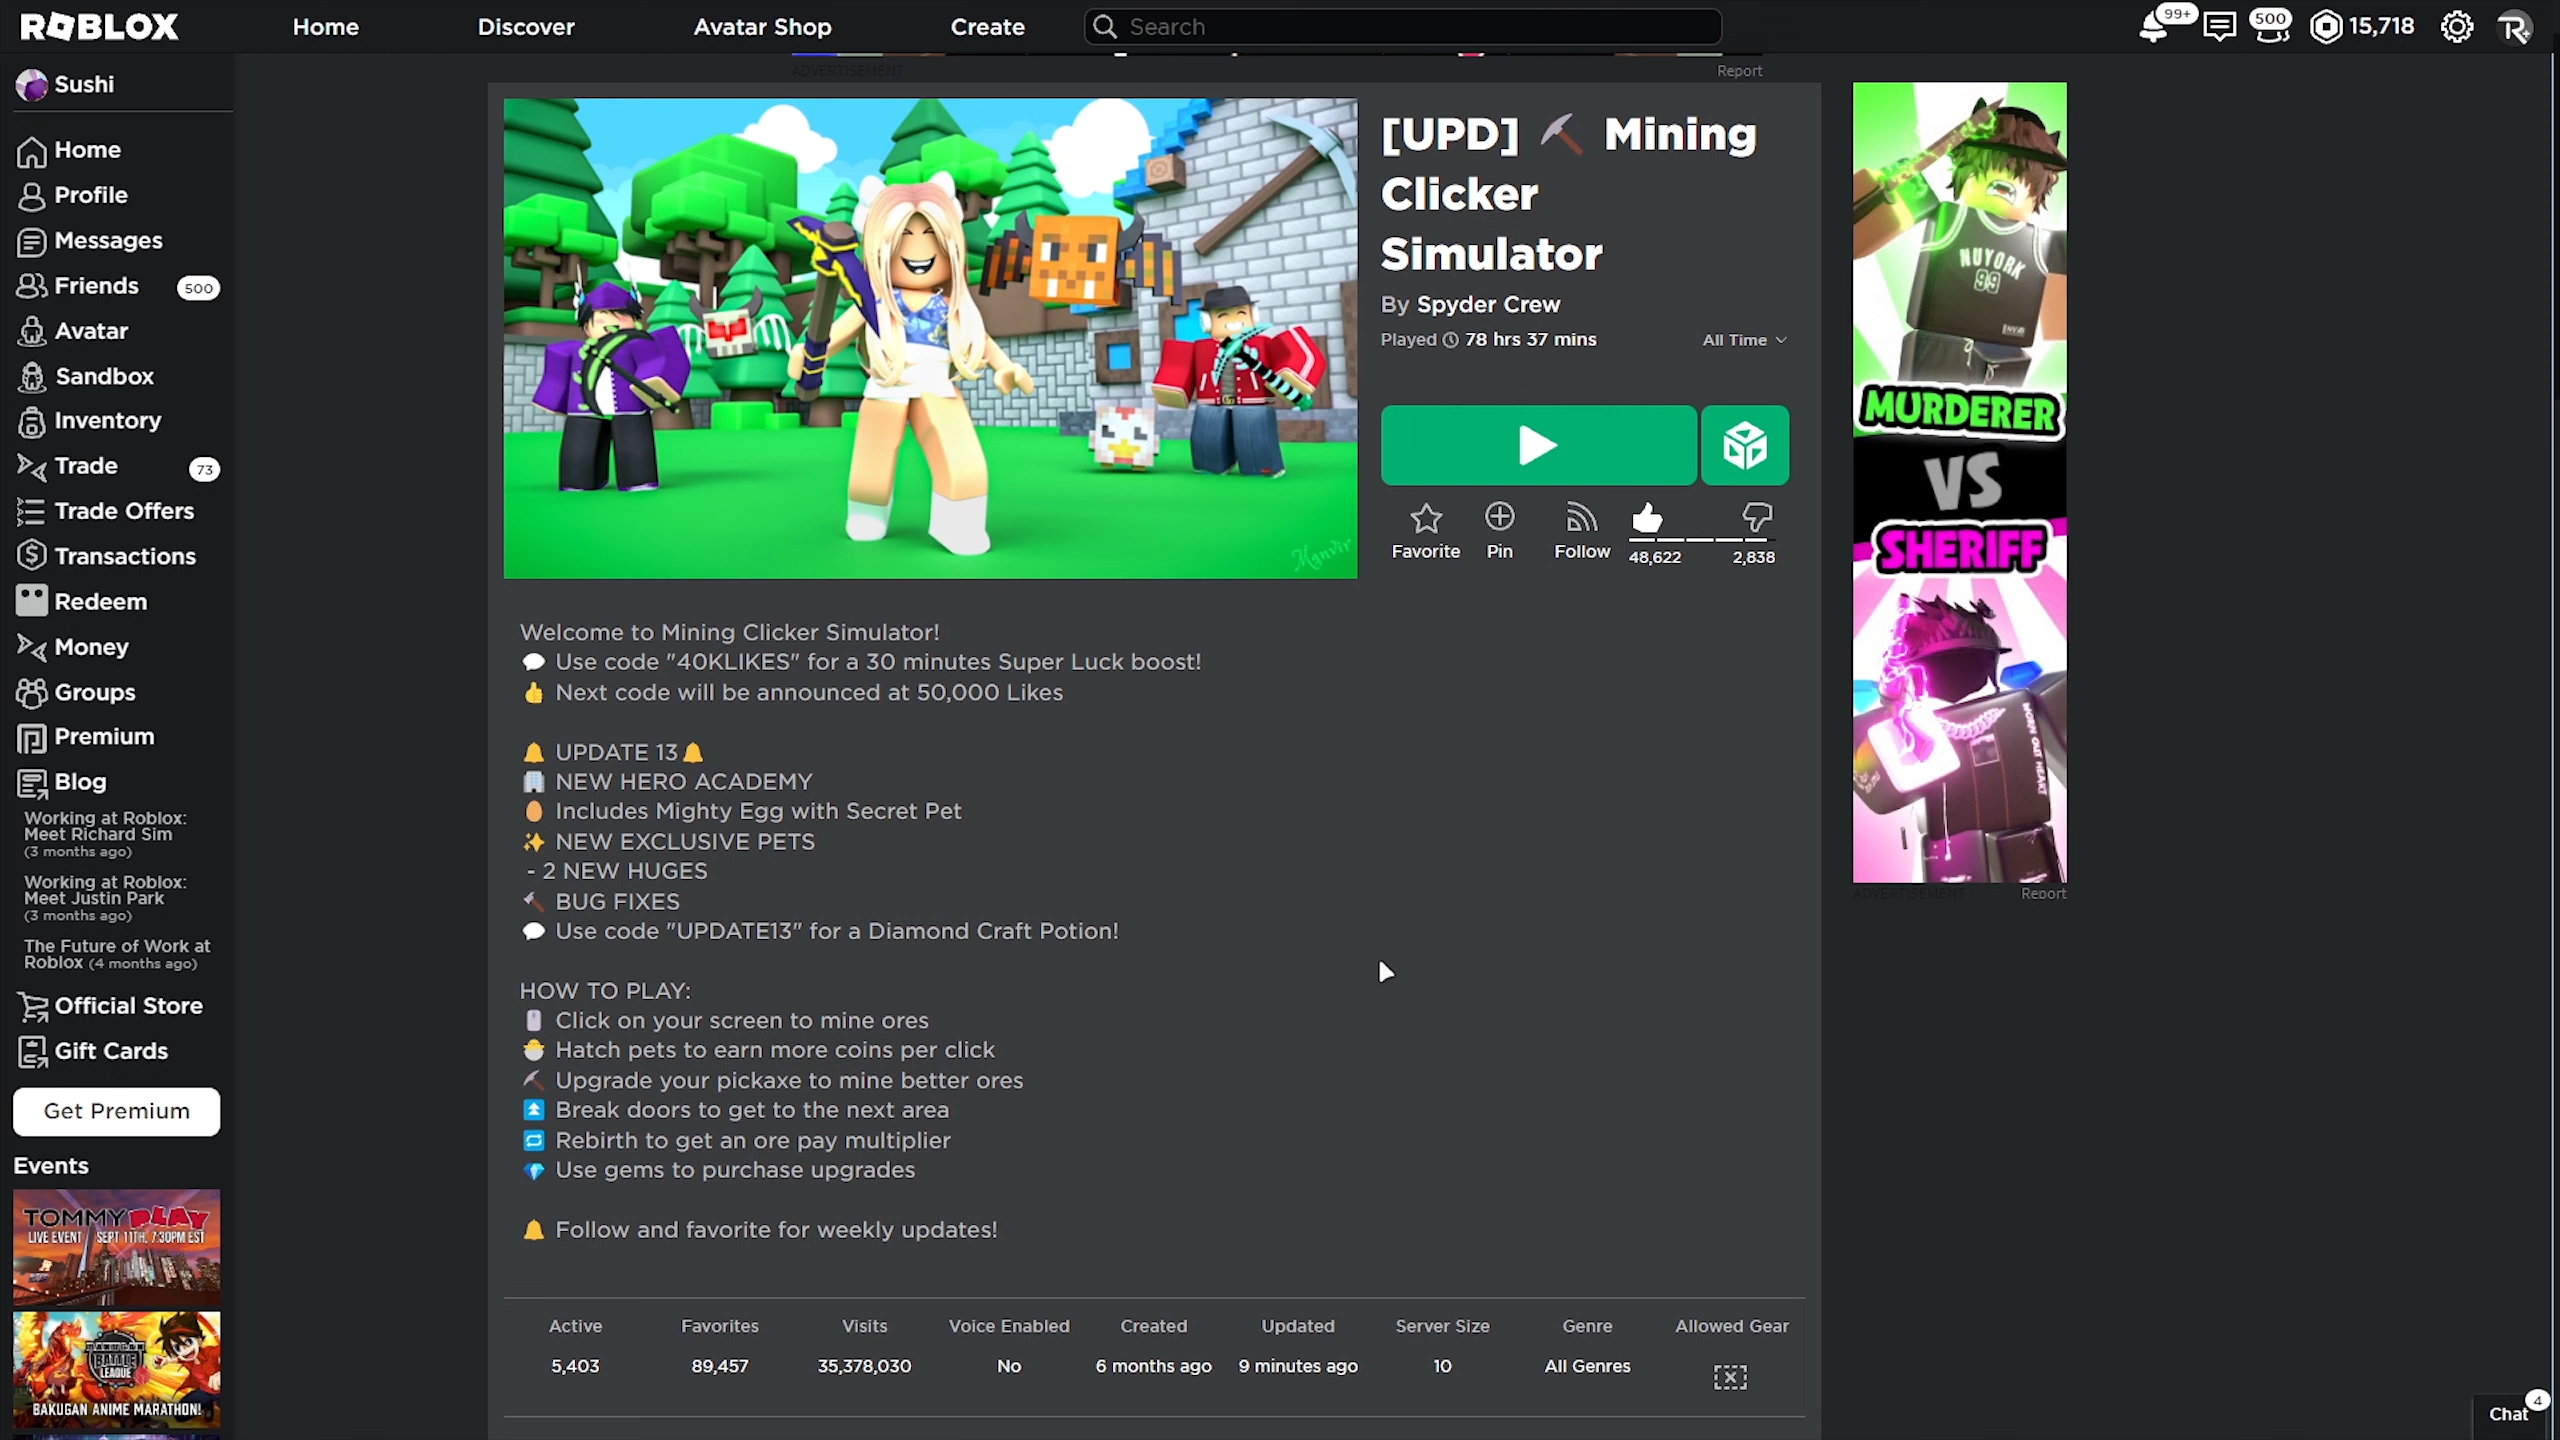 ROBLOX Home Discover Avatar Shop Create Search 99+ 500 15,718
Sushi
Home
Profile
Messages
Friends 500
Avatar
Sandbox
Inventory
Trade 73
Trade Offers
Transactions
Redeem
Money
Groups
Premium
Blog
Working at Roblox:
Meet Richard Sim
(3 months ago)
Working at Roblox:
Meet Justin Park
(3 months ago)
The Future of Work at
Roblox (4 months ago)
Official Store
Gift Cards
Get Premium
Events
TOMMY PLAY
LIVE EVENT SEPT 11TH, 7:30PM EST
BAKUGAN
BATTLE
LEAGUE
BAKUGAN ANIME MARATHON!
ADVERTISEMENT Report
Manvir
[UPD] Mining
Clicker
Simulator
By Spyder Crew
Played 78 hrs 37 mins All Time
Favorite Pin Follow 48,622 2,838
Welcome to Mining Clicker Simulator!
💬 Use code "40KLIKES" for a 30 minutes Super Luck boost!
👍 Next code will be announced at 50,000 Likes
🔔 UPDATE 13🔔
🏢 NEW HERO ACADEMY
🥚 Includes Mighty Egg with Secret Pet
✨ NEW EXCLUSIVE PETS
- 2 NEW HUGES
🔨 BUG FIXES
💬 Use code "UPDATE13" for a Diamond Craft Potion!
HOW TO PLAY:
🖱️ Click on your screen to mine ores
🐣 Hatch pets to earn more coins per click
⛏️ Upgrade your pickaxe to mine better ores
⏫ Break doors to get to the next area
🔁 Rebirth to get an ore pay multiplier
💎 Use gems to purchase upgrades
🔔 Follow and favorite for weekly updates!
Active Favorites Visits Voice Enabled Created Updated Server Size Genre Allowed Gear
5,403 89,457 35,378,030 No 6 months ago 9 minutes ago 10 All Genres
NUYORK
99
MURDERER
VS
SHERIFF
WORN OUT HEART
ADVERTISEMENT Report
Chat 4